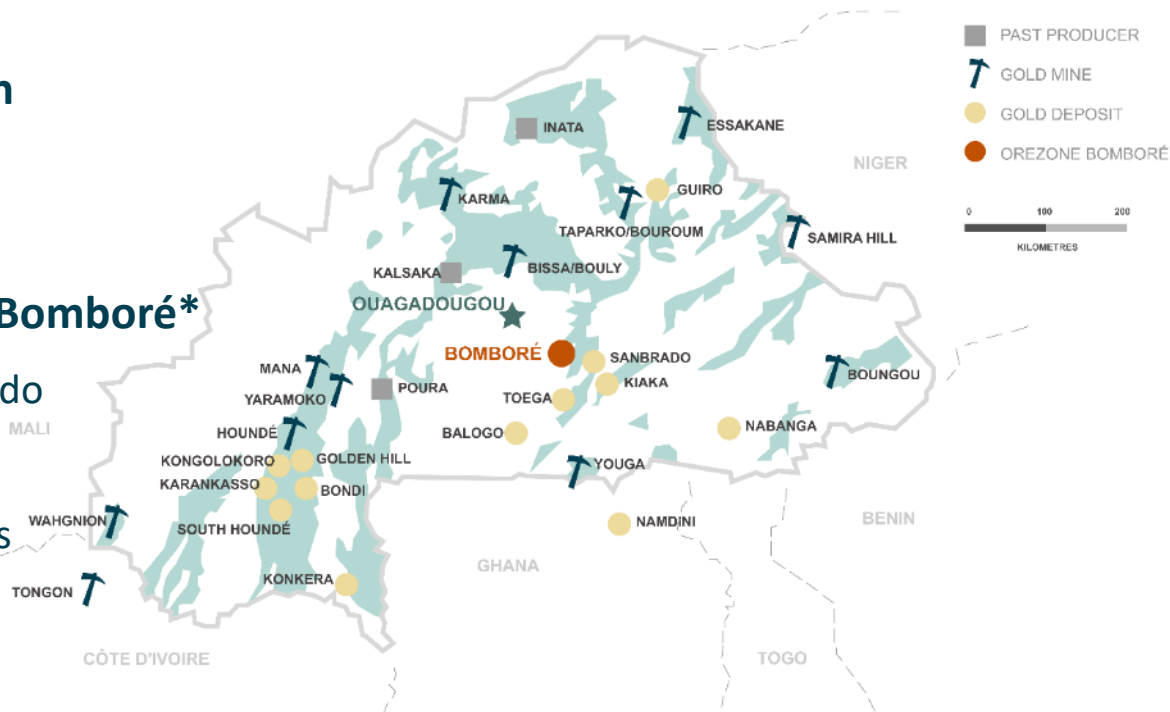 Bomboré*
do
s
PAST PRODUCER
GOLD MINE
GOLD DEPOSIT
OREZONE BOMBORÉ
0 100 200
KILOMETRES
INATA
ESSAKANE
NIGER
KARMA
GUIRO
TAPARKO/BOUROUM
SAMIRA HILL
KALSAKA
BISSA/BOULY
OUAGADOUGOU
BOMBORÉ
SANBRADO
KIAKA
BOUNGOU
MANA
YARAMOKO
POURA
TOEGA
MALI
HOUNDÉ
BALOGO
NABANGA
KONGOLOKORO
GOLDEN HILL
KARANKASSO
BONDI
YOUGA
WAHGNION
SOUTH HOUNDÉ
NAMDINI
BENIN
TONGON
KONKERA
GHANA
CÔTE D'IVOIRE
TOGO